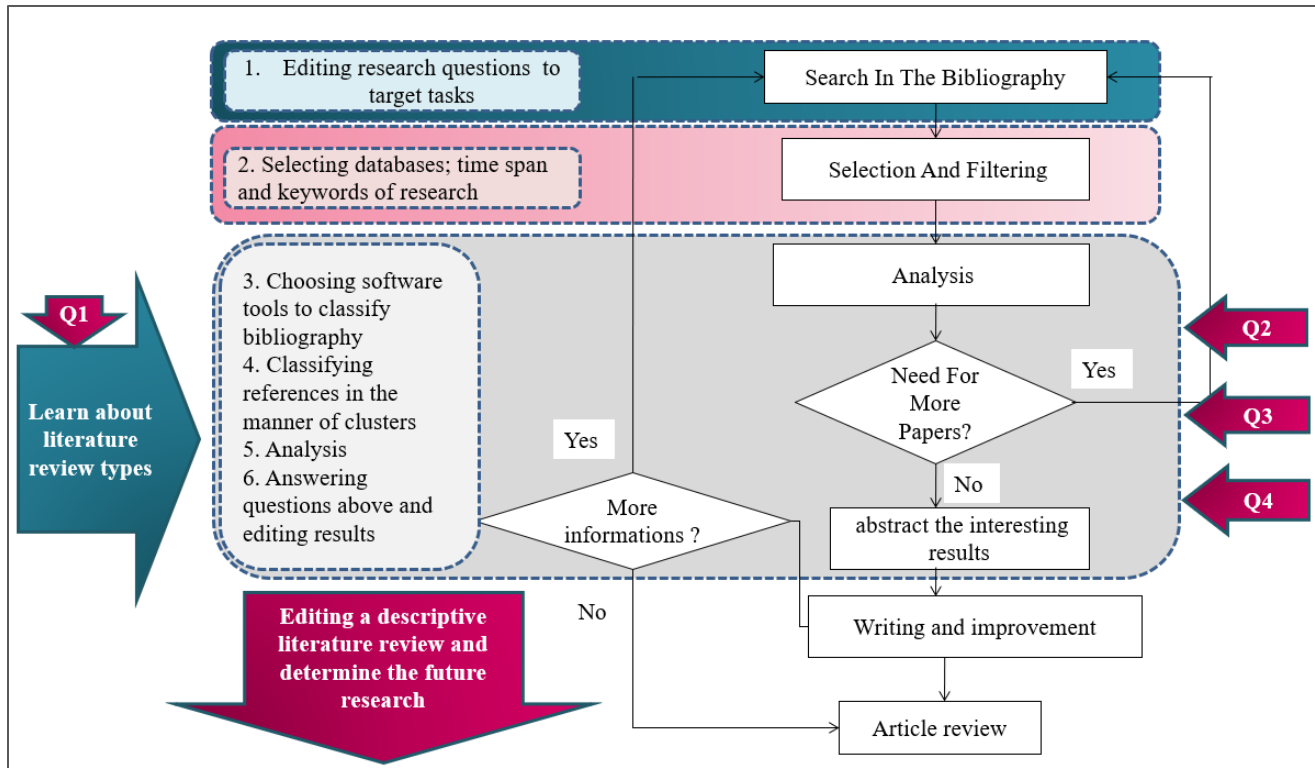 1. Editing research questions to
target tasks
Search In The Bibliography
2. Selecting databases; time span
and keywords of research
Selection And Filtering
Q1
Learn about
literature
review types
3. Choosing software
tools to classify
bibliography
4. Classifying
references in the
manner of clusters
5. Analysis
6. Answering
questions above and
editing results
Analysis
Need For
More
Papers?
Yes
No
Yes
More
informations ?
No
abstract the interesting
results
Writing and improvement
Article review
Q2
Q3
Q4
Editing a descriptive
literature review and
determine the future
research